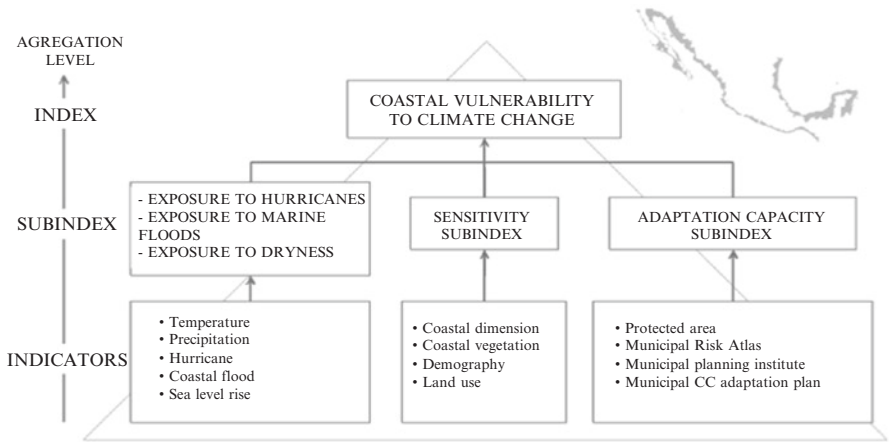 AGREGATION
LEVEL
INDEX
COASTAL VULNERABILITY
TO CLIMATE CHANGE
SUBINDEX
- EXPOSURE TO HURRICANES
- EXPOSURE TO MARINE
FLOODS
- EXPOSURE TO DRYNESS
SENSITIVITY
SUBINDEX
ADAPTATION CAPACITY
SUBINDEX
INDICATORS
• Temperature
• Precipitation
• Hurricane
• Coastal flood
• Sea level rise
• Coastal dimension
• Coastal vegetation
• Demography
• Land use
• Protected area
• Municipal Risk Atlas
• Municipal planning institute
• Municipal CC adaptation plan